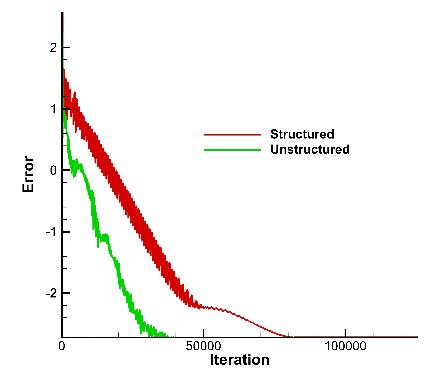 2
1
0
-1
-2
Error
Structured
Unstructured
0
50000
100000
Iteration